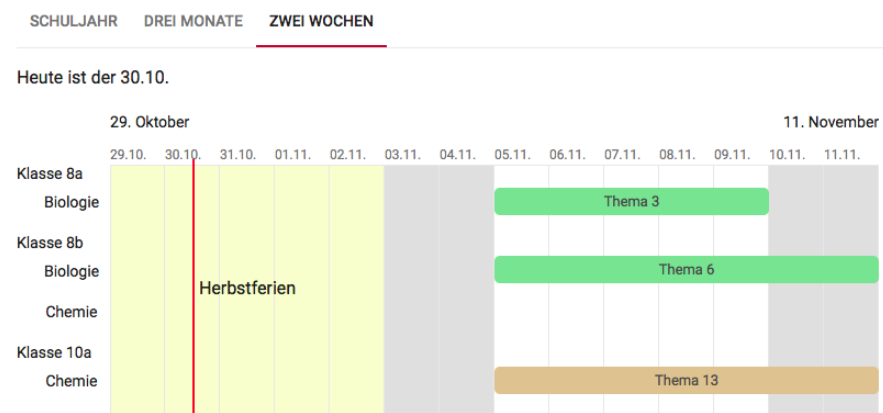 SCHULJAHR DREI MONATE ZWEI WOCHEN
Heute ist der 30.10.
29. Oktober 11. November
29.10. 30.10. 31.10. 01.11. 02.11. 03.11. 04.11. 05.11. 06.11. 07.11. 08.11. 09.11. 10.11. 11.11.
Klasse 8a
Biologie Thema 3
Klasse 8b
Biologie Thema 6
Herbstferien
Chemie
Klasse 10a
Chemie Thema 13